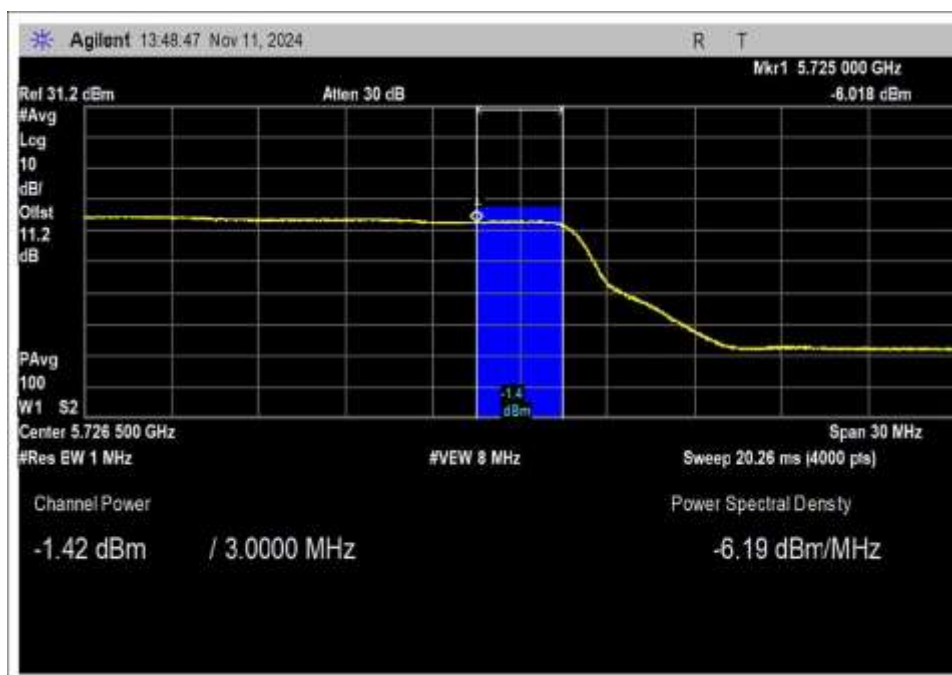 Agilent 13:48.47 Nov 11, 2024 R T
Mkr1 5.725 000 GHz
Ref 31.2 dBm Atten 30 dB -6.018 dBm
#Avg
Log
10
dB/
Offst
11.2
dB
PAvg
100
W1 S2
-1.4
dBm
Center 5.726 500 GHz Span 30 MHz
#Res BW 1 MHz #VBW 8 MHz Sweep 20.26 ms (4000 pts)
Channel Power Power Spectral Density
-1.42 dBm / 3.0000 MHz -6.19 dBm/MHz